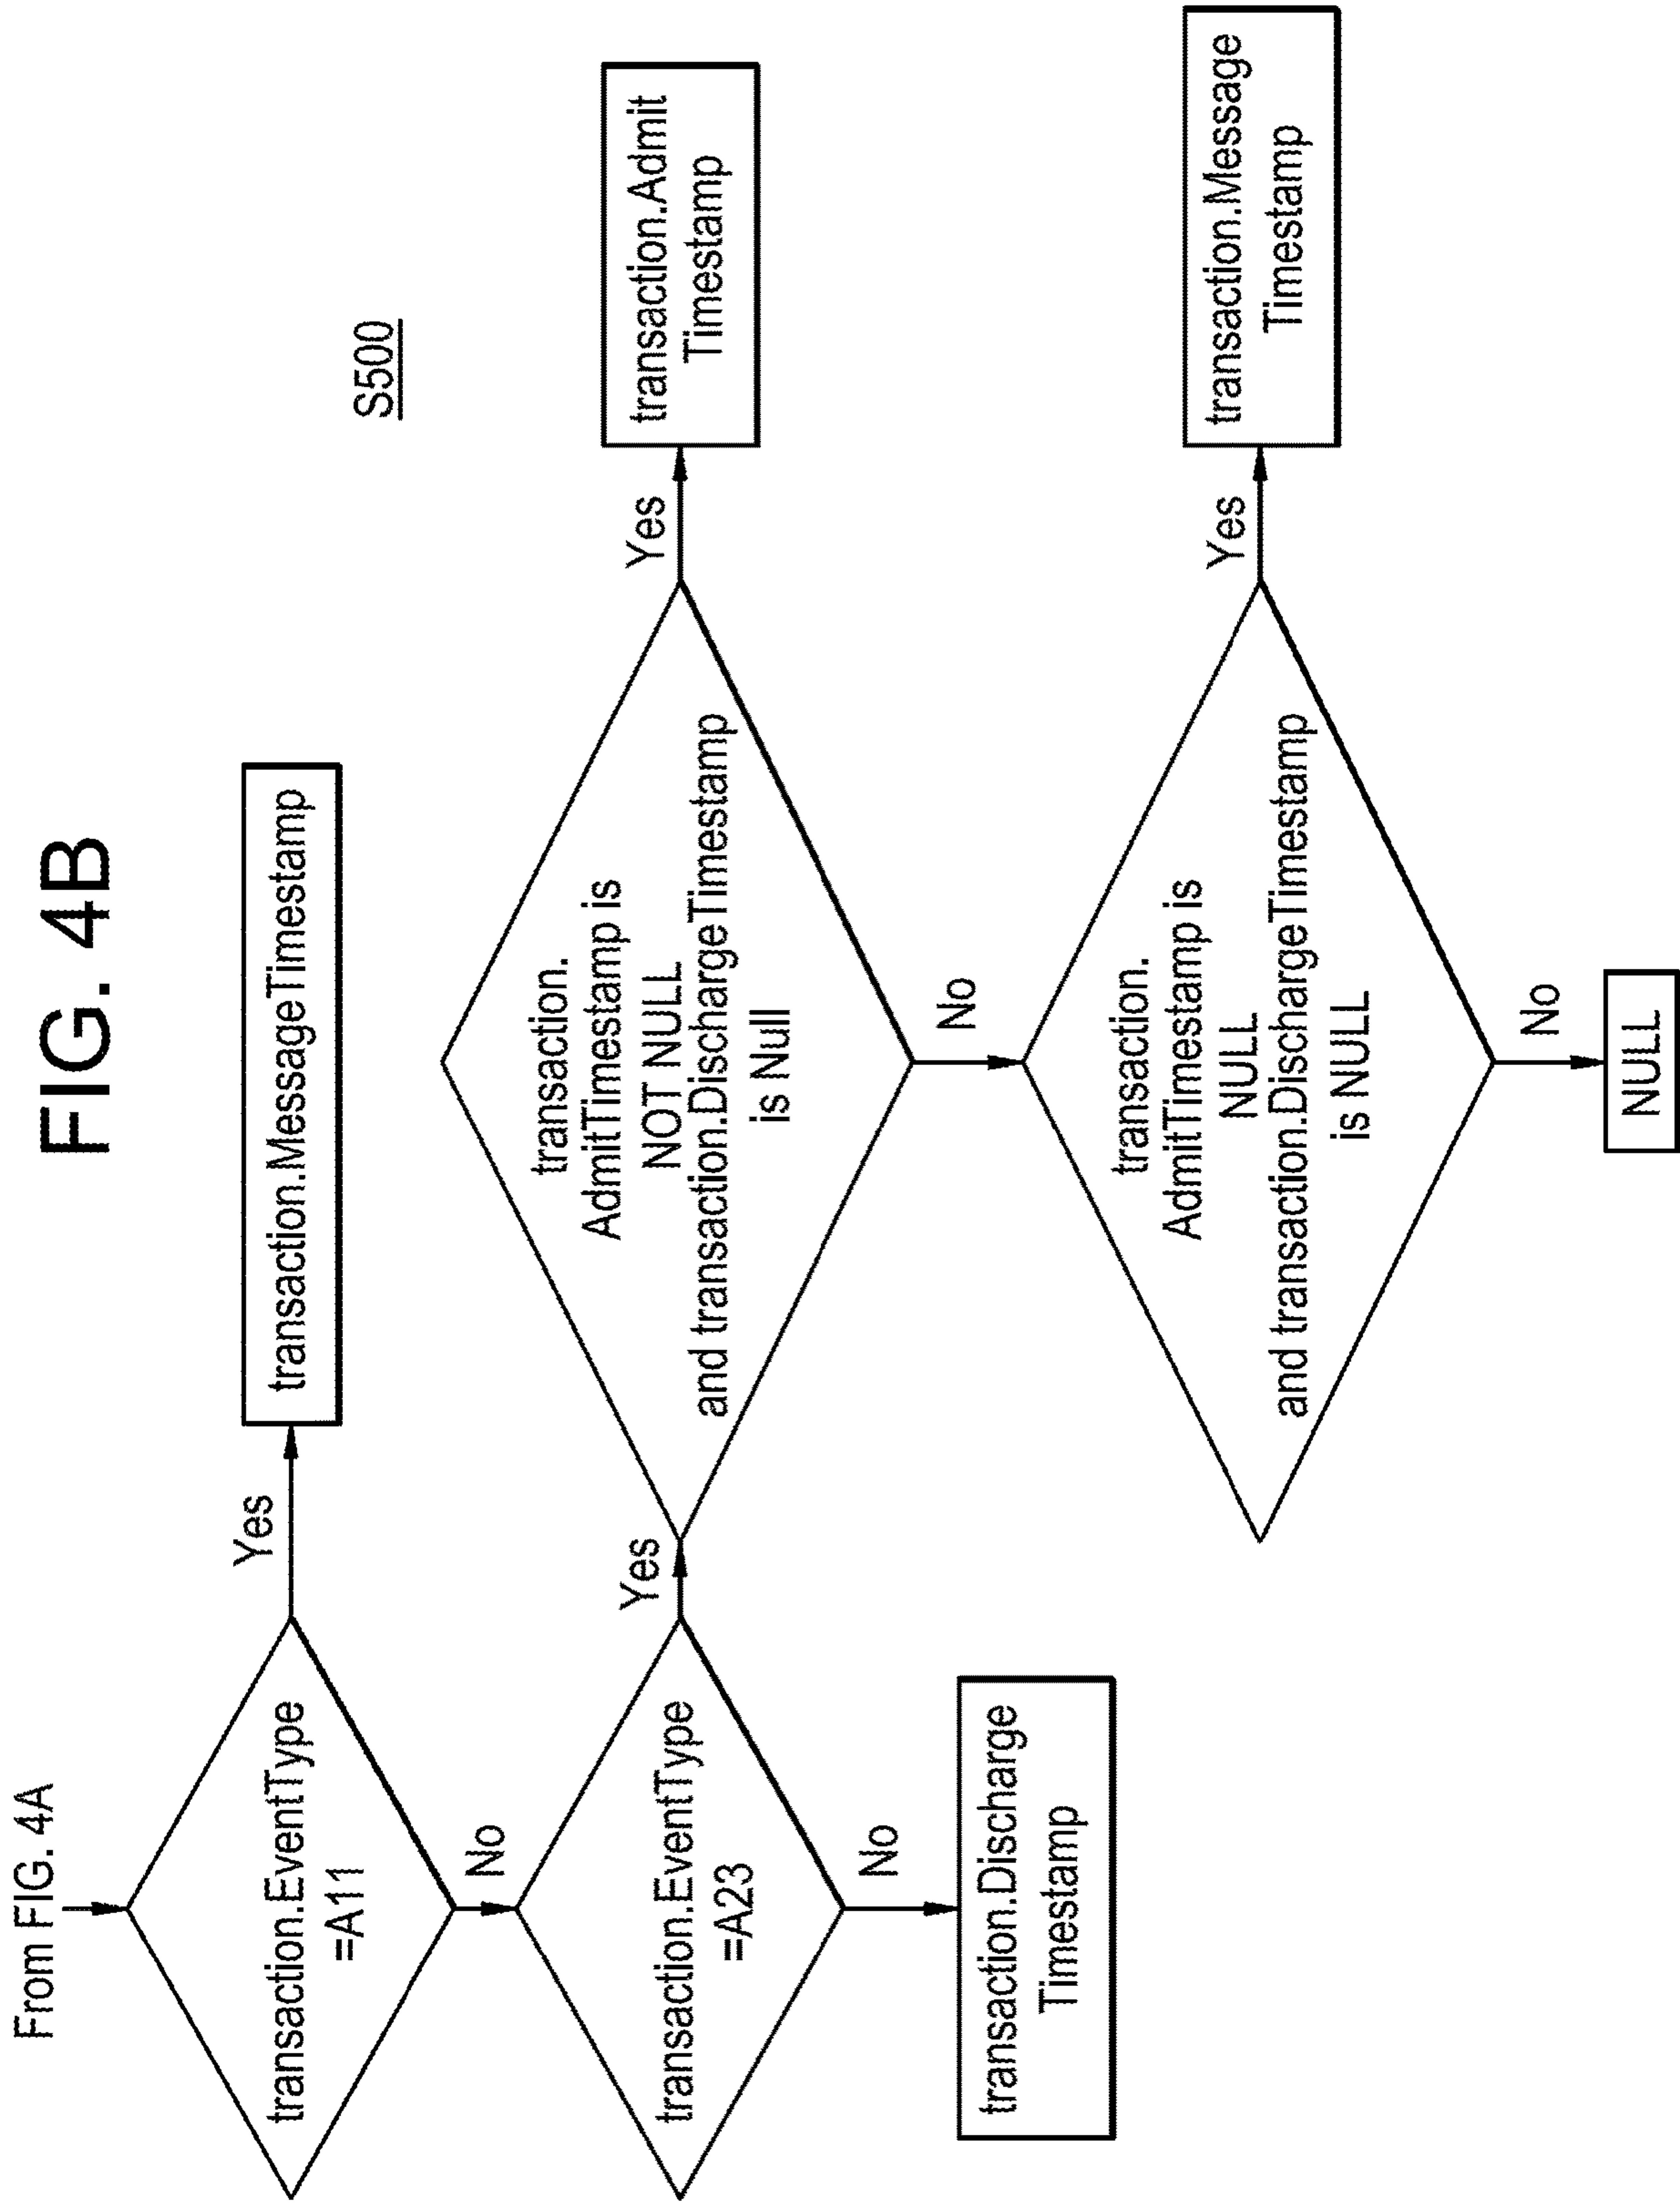 FIG. 4B
S500
From FIG. 4A
transaction.EventType
=A11
Yes
transaction.MessageTimestamp
No
transaction.EventType
=A23
Yes
transaction.
AdmitTimestamp is
NOT NULL
and transaction.DischargeTimestamp
is Null
Yes
transaction.Admit
Timestamp
No
transaction.Discharge
Timestamp
No
transaction.
AdmitTimestamp is
NULL
and transaction.DischargeTimestamp
is NULL
Yes
transaction.Message
Timestamp
No
NULL